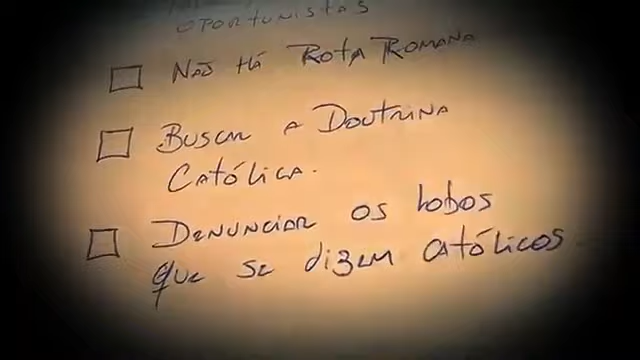 OPORTUNISTAS
NÃO HÁ ROTA ROMANA
BUSCAR A DOUTRINA
CATÓLICA.
DENUNCIAR OS LOBOS
QUE SE DIZEM CATÓLICOS